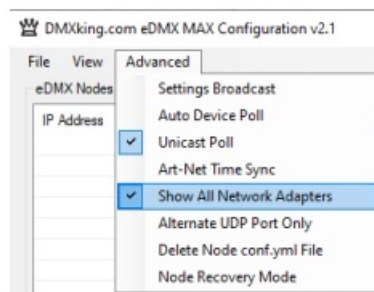 DMXking.com eDMX MAX Configuration v2.1
File View Advanced
eDMX Nodes
IP Address
Settings Broadcast
Auto Device Poll
Unicast Poll
Art-Net Time Sync
Show All Network Adapters
Alternate UDP Port Only
Delete Node conf.yml File
Node Recovery Mode